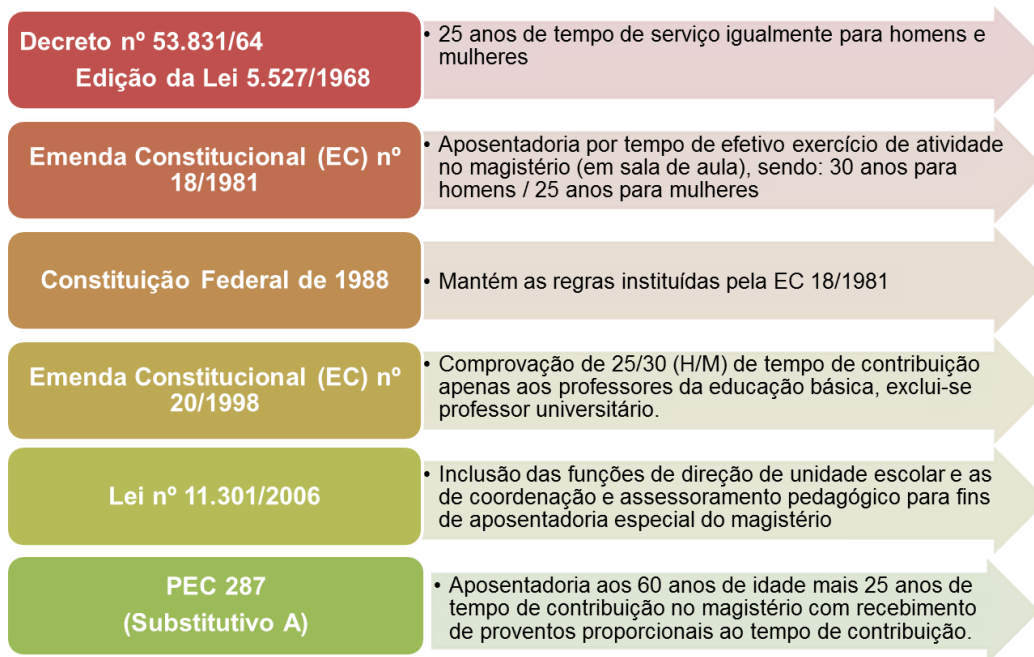 Decreto nº 53.831/64
Edição da Lei 5.527/1968
• 25 anos de tempo de serviço igualmente para homens e
mulheres
Emenda Constitucional (EC) nº
18/1981
• Aposentadoria por tempo de efetivo exercício de atividade
no magistério (em sala de aula), sendo: 30 anos para
homens / 25 anos para mulheres
Constituição Federal de 1988
• Mantém as regras instituídas pela EC 18/1981
Emenda Constitucional (EC) nº
20/1998
• Comprovação de 25/30 (H/M) de tempo de contribuição
apenas aos professores da educação básica, exclui-se
professor universitário.
Lei nº 11.301/2006
• Inclusão das funções de direção de unidade escolar e as
de coordenação e assessoramento pedagógico para fins
de aposentadoria especial do magistério
PEC 287
(Substitutivo A)
• Aposentadoria aos 60 anos de idade mais 25 anos de
tempo de contribuição no magistério com recebimento
de proventos proporcionais ao tempo de contribuição.